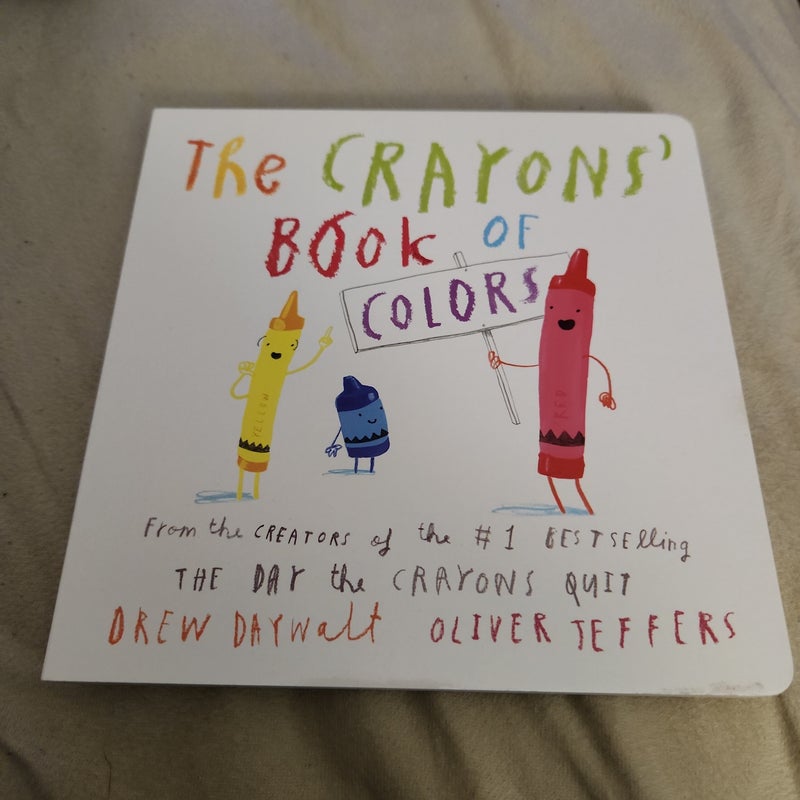 The CRAYONS'
BOOK OF
COLORS
YELLOW
RED
From the CREATORS of the #1 BESTSElling
THE DAY the CRAYONS QUIT
DREW DAYWalt OLIVER JEFFERS